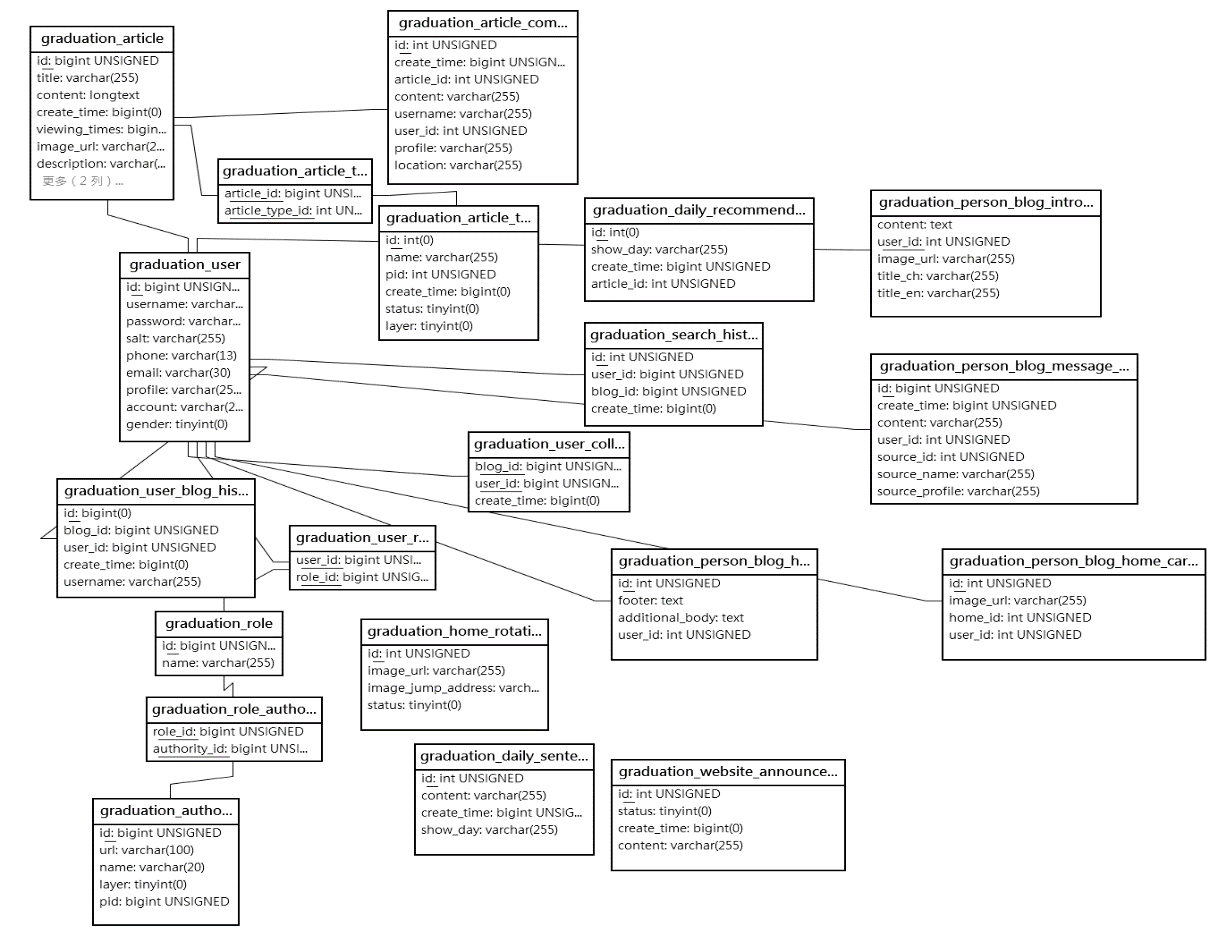 graduation_article
id: bigint UNSIGNED
title: varchar(255)
content: longtext
create_time: bigint(0)
viewing_times: bigin...
image_url: varchar(2...
description: varchar(...
更多（2 列）...
graduation_article_com...
id: int UNSIGNED
create_time: bigint UNSIGN...
article_id: int UNSIGNED
content: varchar(255)
username: varchar(255)
user_id: int UNSIGNED
profile: varchar(255)
location: varchar(255)
graduation_article_t...
article_id: bigint UNSI...
article_type_id: int UN...
graduation_article_t...
id: int(0)
name: varchar(255)
pid: int UNSIGNED
create_time: bigint(0)
status: tinyint(0)
layer: tinyint(0)
graduation_daily_recommend...
id: int(0)
show_day: varchar(255)
create_time: bigint UNSIGNED
article_id: int UNSIGNED
graduation_person_blog_intro...
content: text
user_id: int UNSIGNED
image_url: varchar(255)
title_ch: varchar(255)
title_en: varchar(255)
graduation_user
id: bigint UNSIGN...
username: varchar...
password: varchar...
salt: varchar(255)
phone: varchar(13)
email: varchar(30)
profile: varchar(25...
account: varchar(2...
gender: tinyint(0)
graduation_search_hist...
id: int UNSIGNED
user_id: bigint UNSIGNED
blog_id: bigint UNSIGNED
create_time: bigint(0)
graduation_person_blog_message_...
id: bigint UNSIGNED
create_time: bigint UNSIGNED
content: varchar(255)
user_id: int UNSIGNED
source_id: int UNSIGNED
source_name: varchar(255)
source_profile: varchar(255)
graduation_user_coll...
blog_id: bigint UNSIGN...
user_id: bigint UNSIGN...
create_time: bigint(0)
graduation_user_blog_his...
id: bigint(0)
blog_id: bigint UNSIGNED
user_id: bigint UNSIGNED
create_time: bigint(0)
username: varchar(255)
graduation_user_r...
user_id: bigint UNSI...
role_id: bigint UNSIG...
graduation_person_blog_h...
id: int UNSIGNED
footer: text
additional_body: text
user_id: int UNSIGNED
graduation_person_blog_home_car...
id: int UNSIGNED
image_url: varchar(255)
home_id: int UNSIGNED
user_id: int UNSIGNED
graduation_role
id: bigint UNSIGN...
name: varchar(255)
graduation_home_rotati...
id: int UNSIGNED
image_url: varchar(255)
image_jump_address: varch...
status: tinyint(0)
graduation_role_autho...
role_id: bigint UNSIGNED
authority_id: bigint UNSI...
graduation_daily_sente...
id: int UNSIGNED
content: varchar(255)
create_time: bigint UNSIG...
show_day: varchar(255)
graduation_website_announce...
id: int UNSIGNED
status: tinyint(0)
create_time: bigint(0)
content: varchar(255)
graduation_autho...
id: bigint UNSIGNED
url: varchar(100)
name: varchar(20)
layer: tinyint(0)
pid: bigint UNSIGNED